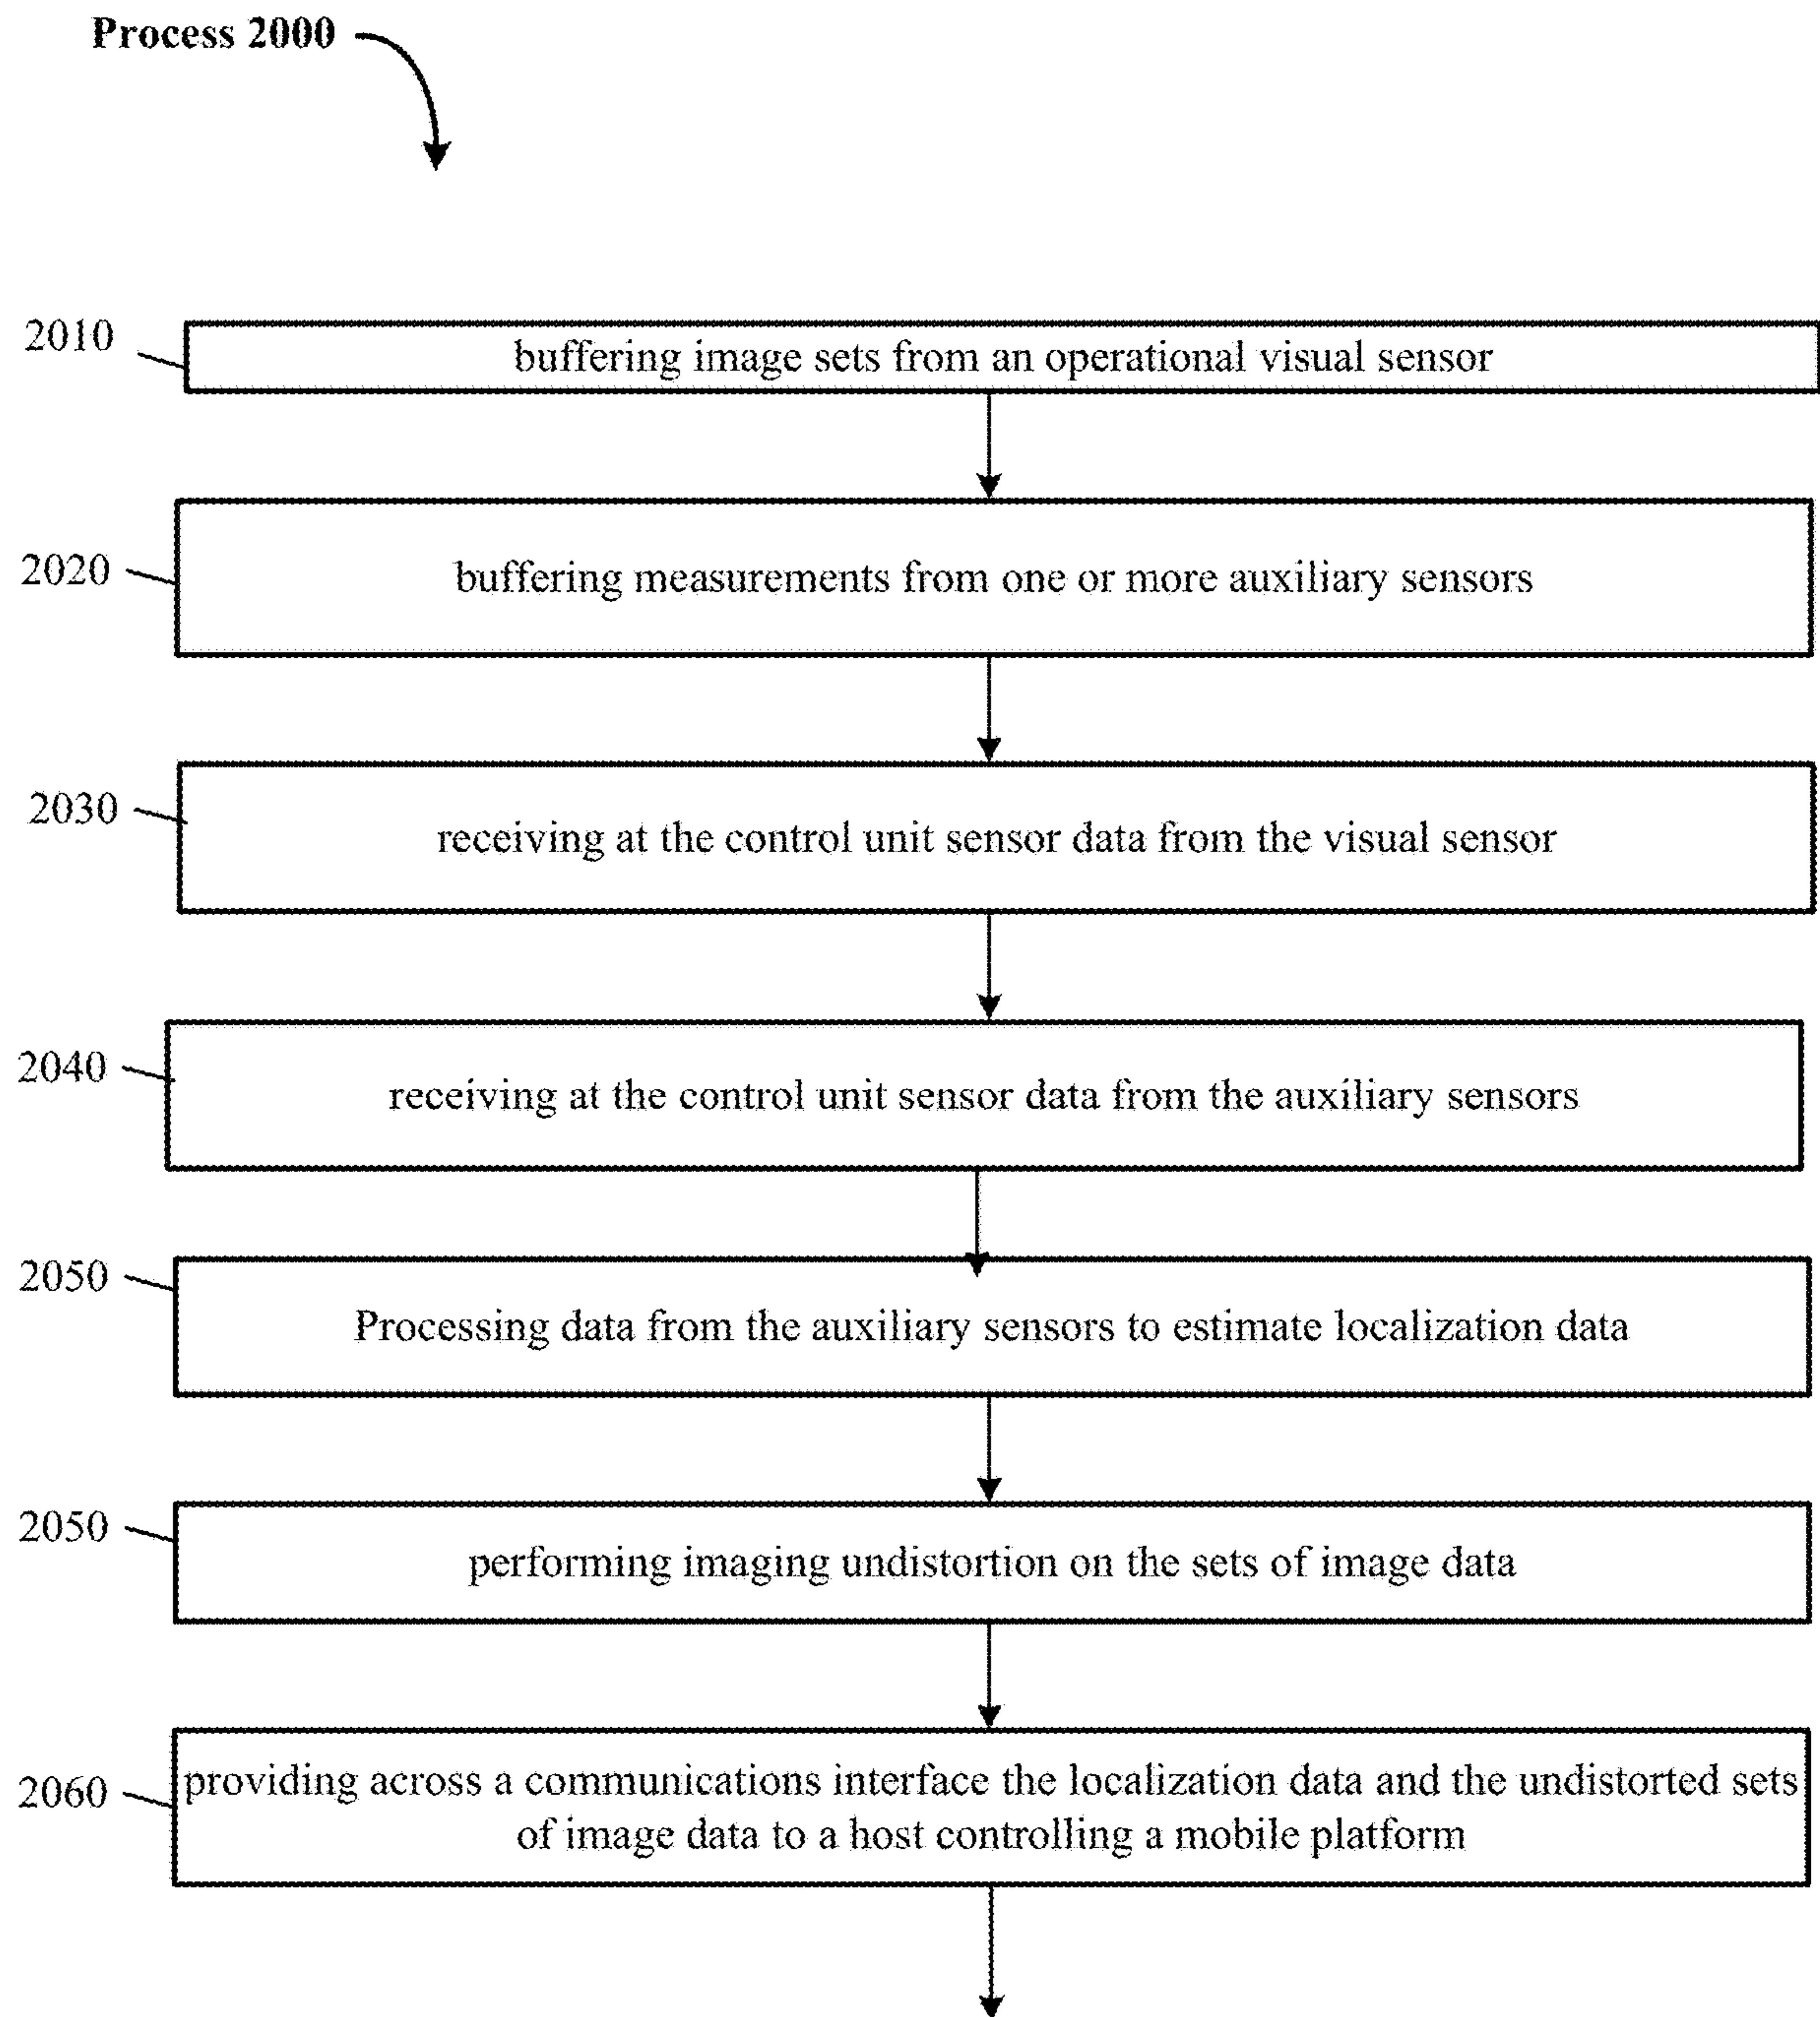 Process 2000
2010
buffering image sets from an operational visual sensor
2020
buffering measurements from one or more auxiliary sensors
2030
receiving at the control unit sensor data from the visual sensor
2040
receiving at the control unit sensor data from the auxiliary sensors
2050
Processing data from the auxiliary sensors to estimate localization data
2050
performing imaging undistortion on the sets of image data
2060
providing across a communications interface the localization data and the undistorted sets
of image data to a host controlling a mobile platform